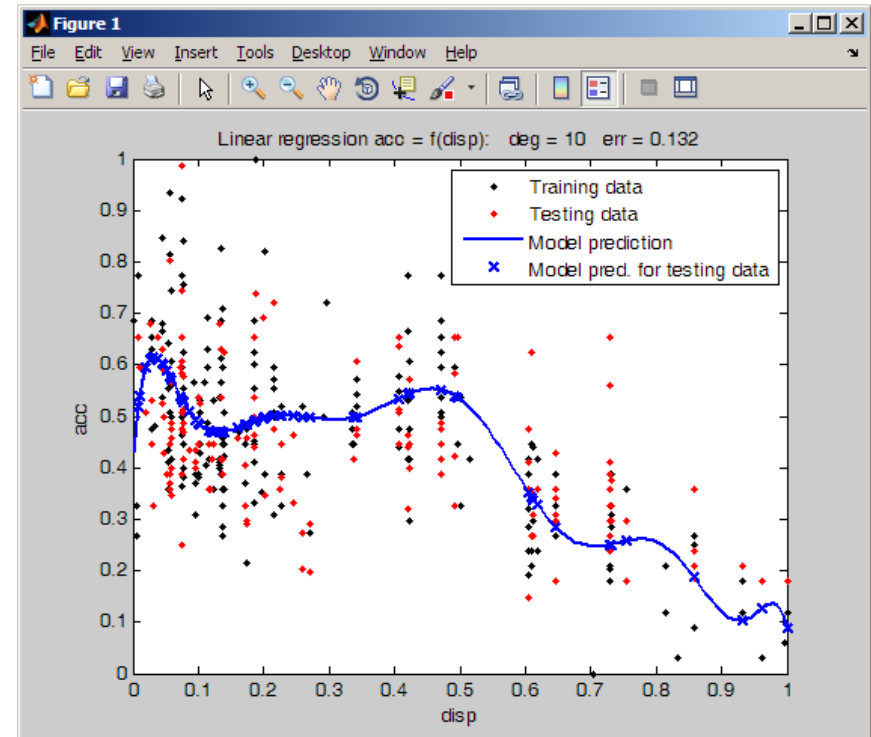 Figure 1
File Edit View Insert Tools Desktop Window Help
Linear regression acc = f(disp): deg = 10 err = 0.132
Training data
Testing data
Model prediction
Model pred. for testing data
1
0.9
0.8
0.7
0.6
0.5
0.4
0.3
0.2
0.1
0
acc
0 0.1 0.2 0.3 0.4 0.5 0.6 0.7 0.8 0.9 1
disp